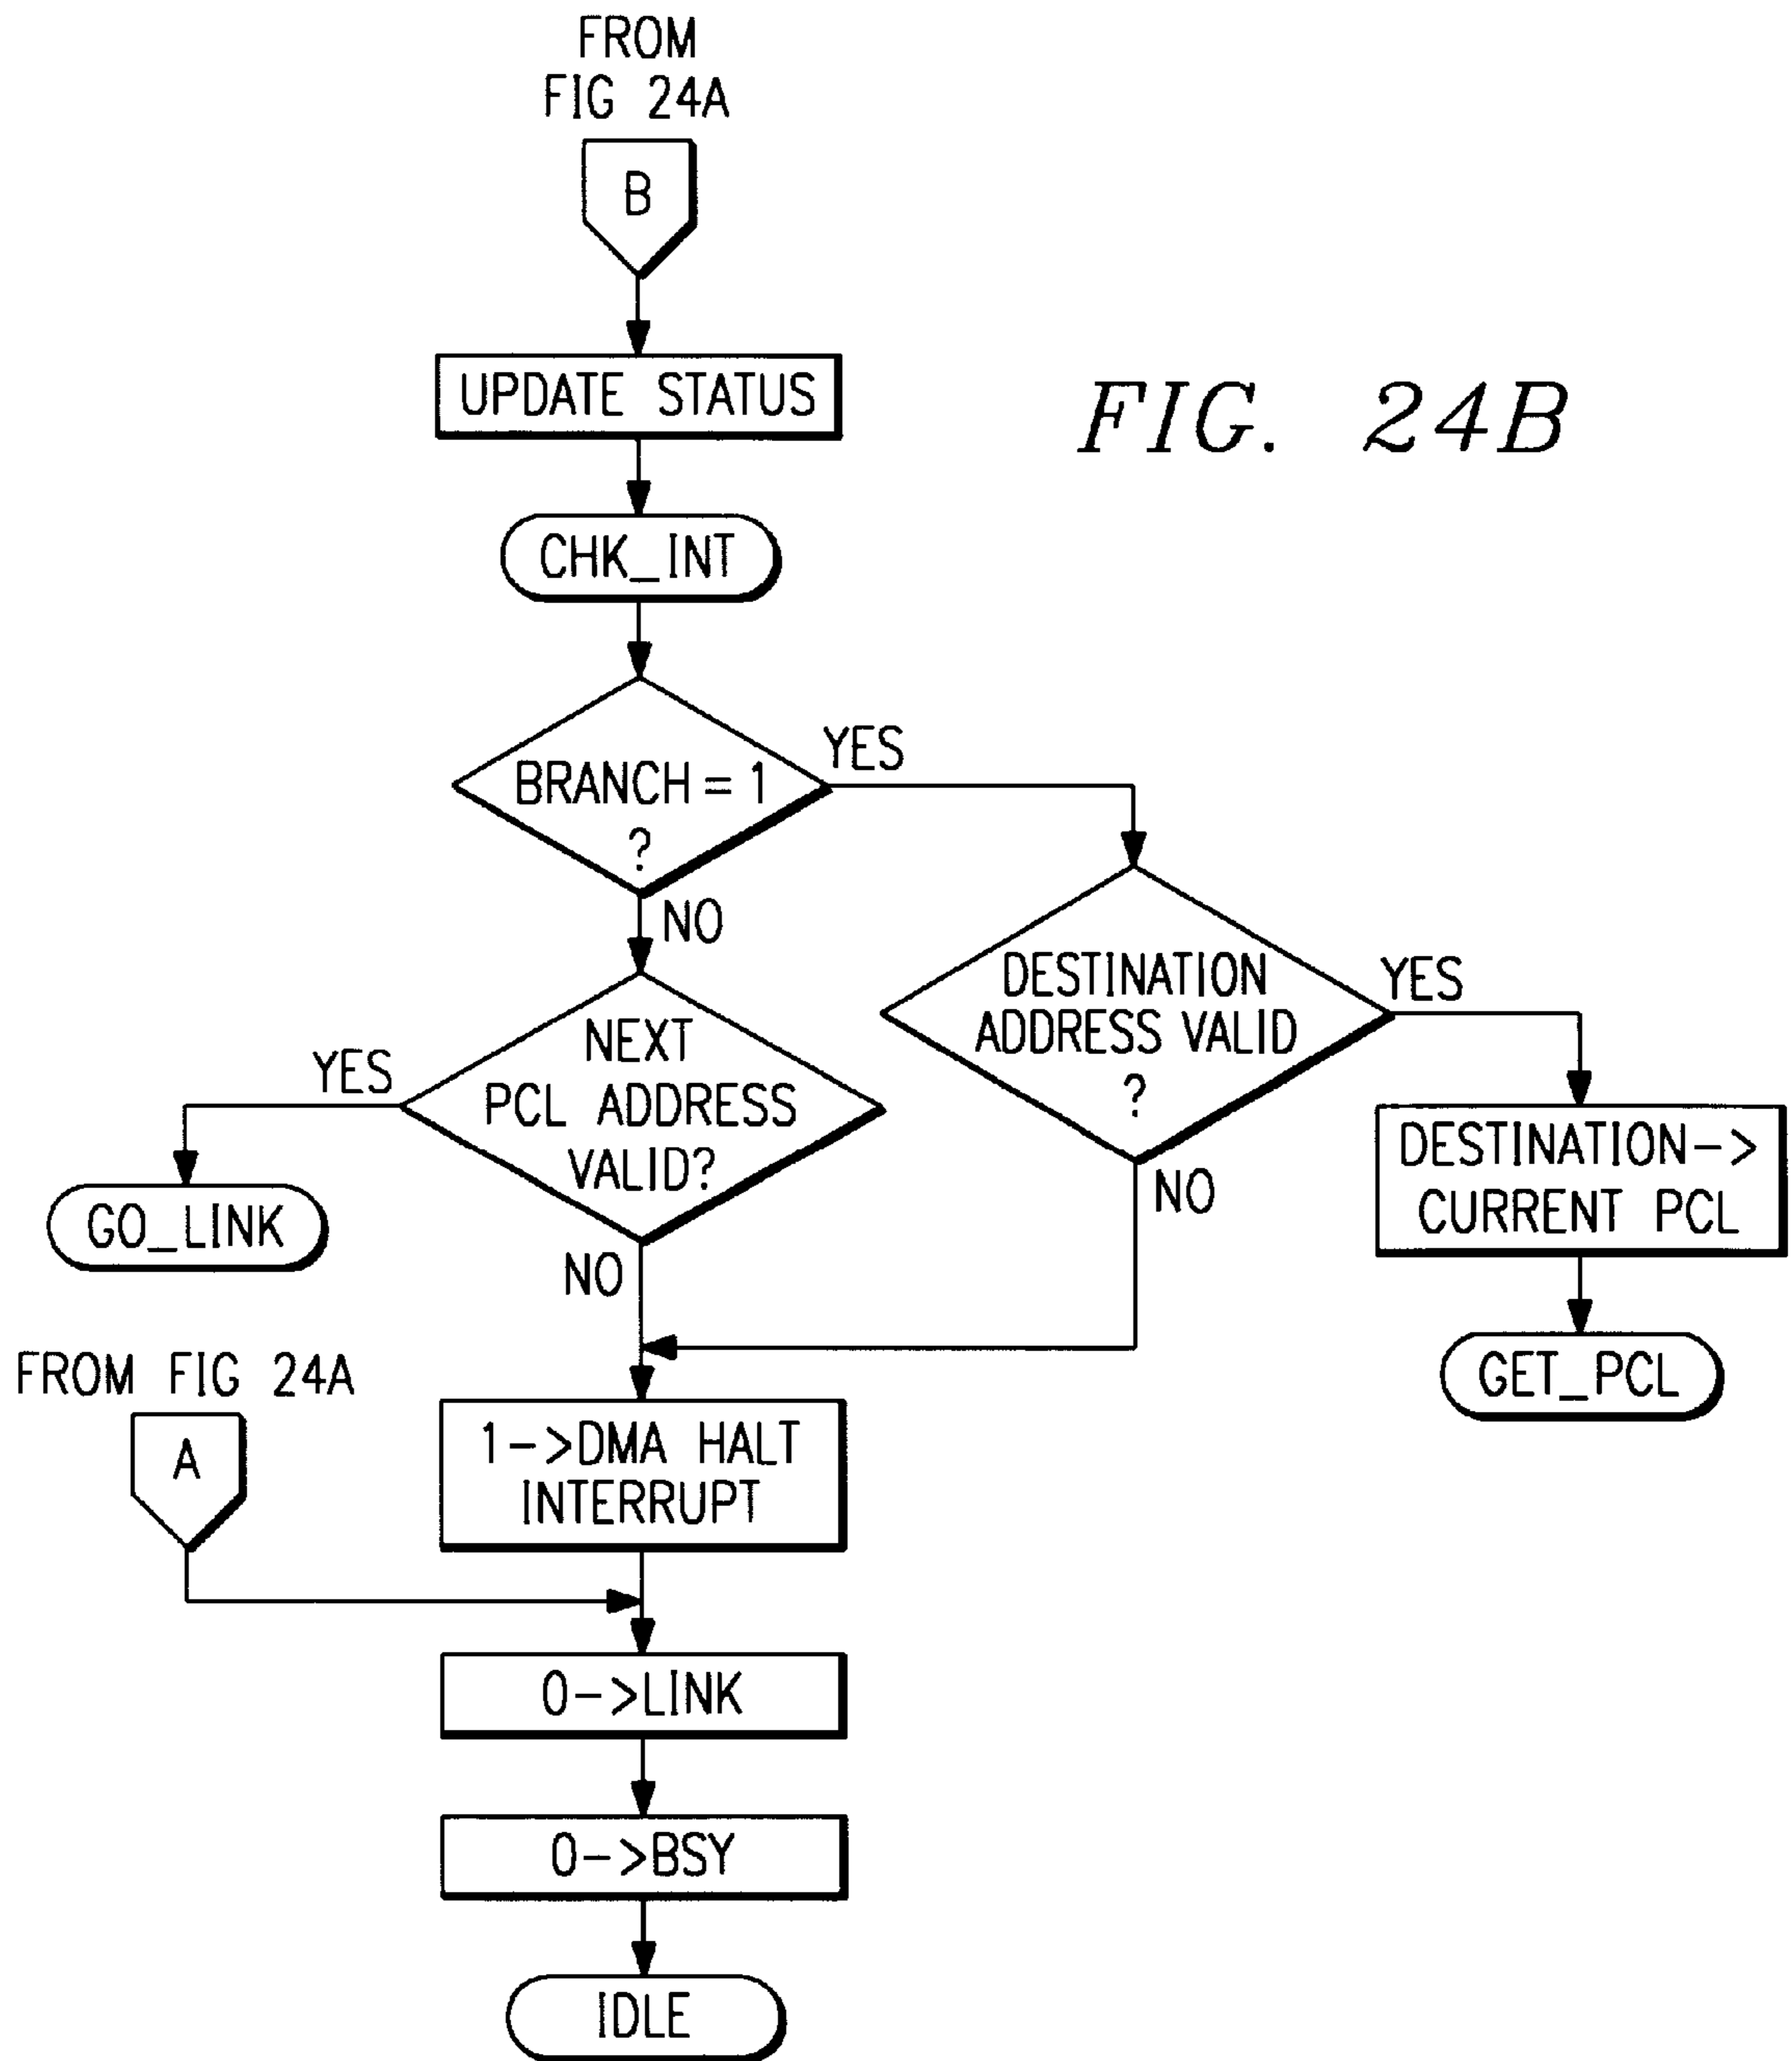 FROM
FIG 24A
B
UPDATE STATUS
FIG. 24B
CHK_INT
BRANCH = 1
?
YES
NO
DESTINATION
ADDRESS VALID
?
YES
NO
NEXT
PCL ADDRESS
VALID?
YES
NO
DESTINATION->
CURRENT PCL
GO_LINK
GET_PCL
FROM FIG 24A
A
1->DMA HALT
INTERRUPT
0->LINK
0->BSY
IDLE